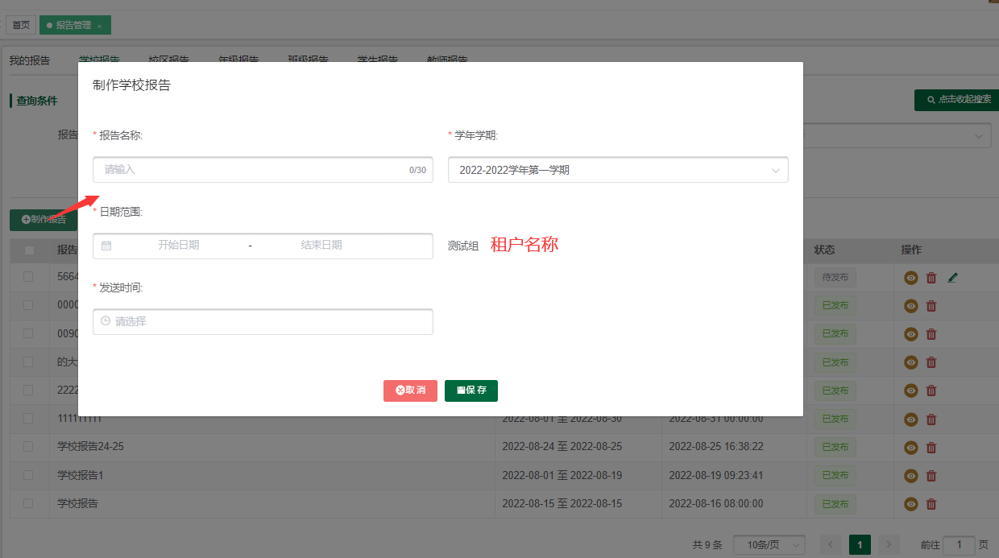 首页 报告管理 ×
我的报告 学校报告 校区报告 年级报告 班级报告 学生报告 教师报告
制作学校报告
查询条件
点击收起搜索
报告
* 报告名称:
* 学年学期:
请输入 0/30
2022-2022学年第一学期
* 日期范围:
制作报告
开始日期 - 结束日期
测试组 租户名称
报告 状态 操作
5664 待发布
* 发送时间:
0000 已发布
请选择
0090 已发布
的大 已发布
2222 已发布
取消 保存
111111111 2022-08-01 至 2022-08-30 2022-08-31 00:00:00 已发布
学校报告24-25 2022-08-24 至 2022-08-25 2022-08-25 16:38:22 已发布
学校报告1 2022-08-01 至 2022-08-19 2022-08-19 09:23:41 已发布
学校报告 2022-08-15 至 2022-08-15 2022-08-16 08:00:00 已发布
共 9 条 10条/页 < 1 > 前往 1 页